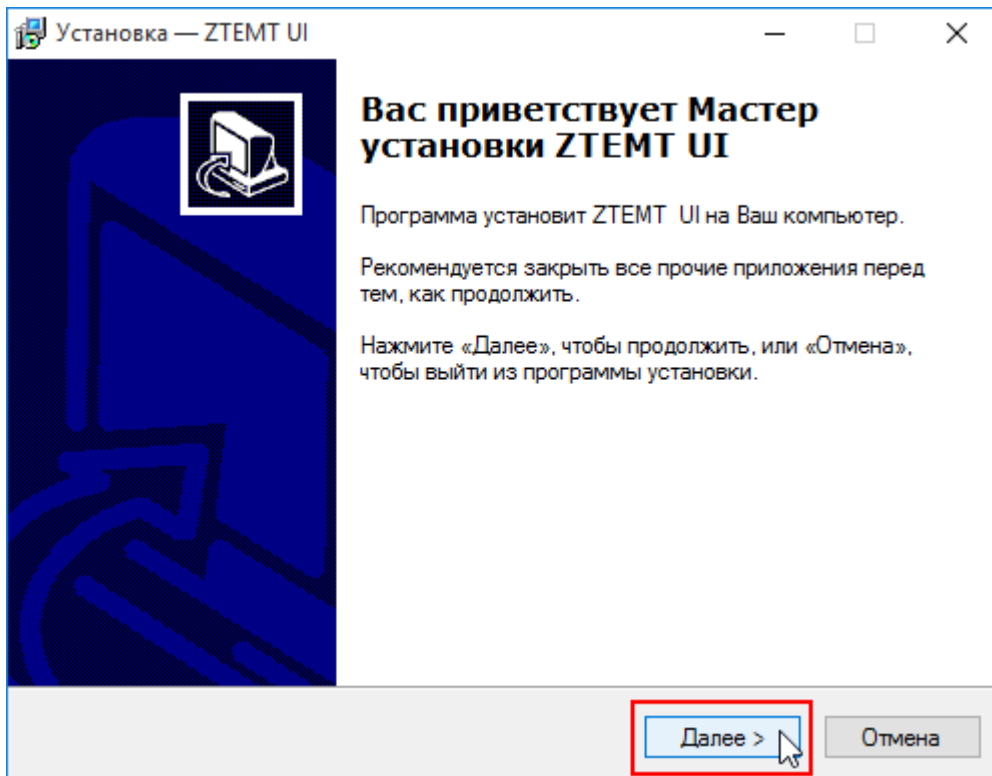 Установка — ZTEMT UI
Вас приветствует Мастер
установки ZTEMT UI
Программа установит ZTEMT  UI на Ваш компьютер.
Рекомендуется закрыть все прочие приложения перед
тем, как продолжить.
Нажмите «Далее», чтобы продолжить, или «Отмена»,
чтобы выйти из программы установки.
Далее >
Отмена